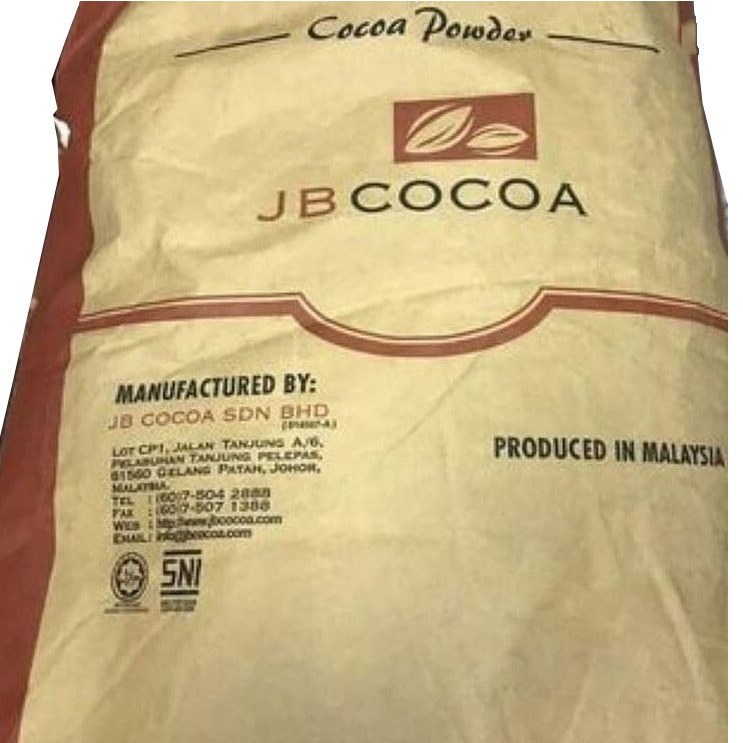 Cocoa Powder
JB COCOA
MANUFACTURED BY:
JB COCOA SDN BHD
LOT CP1, JALAN TANJUNG A/6,
PELABUHAN TANJUNG PELEPAS,
81560 GELANG PATAH, JOHOR,
MALAYSIA.
TEL : (60)7-504 2888
FAX : (60)7-507 1388
WEB : http://www.jbcocoa.com
EMAIL: info@jbcocoa.com
SNI
PRODUCED IN MALAYSIA